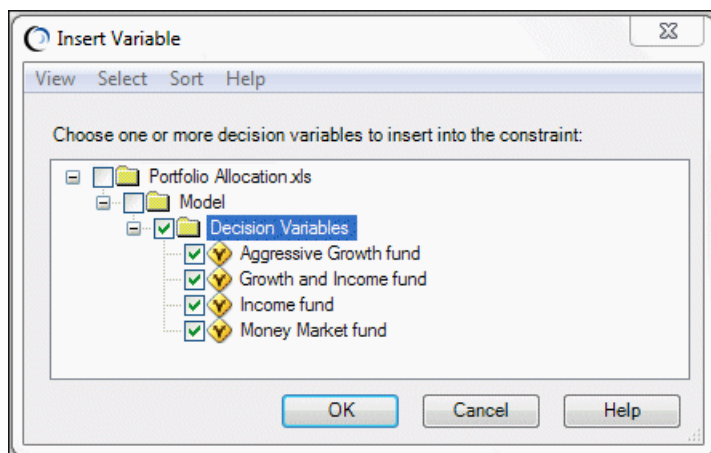 Insert Variable
View Select Sort Help
Choose one or more decision variables to insert into the constraint:
Portfolio Allocation.xls
Model
Decision Variables
Aggressive Growth fund
Growth and Income fund
Income fund
Money Market fund
OK Cancel Help